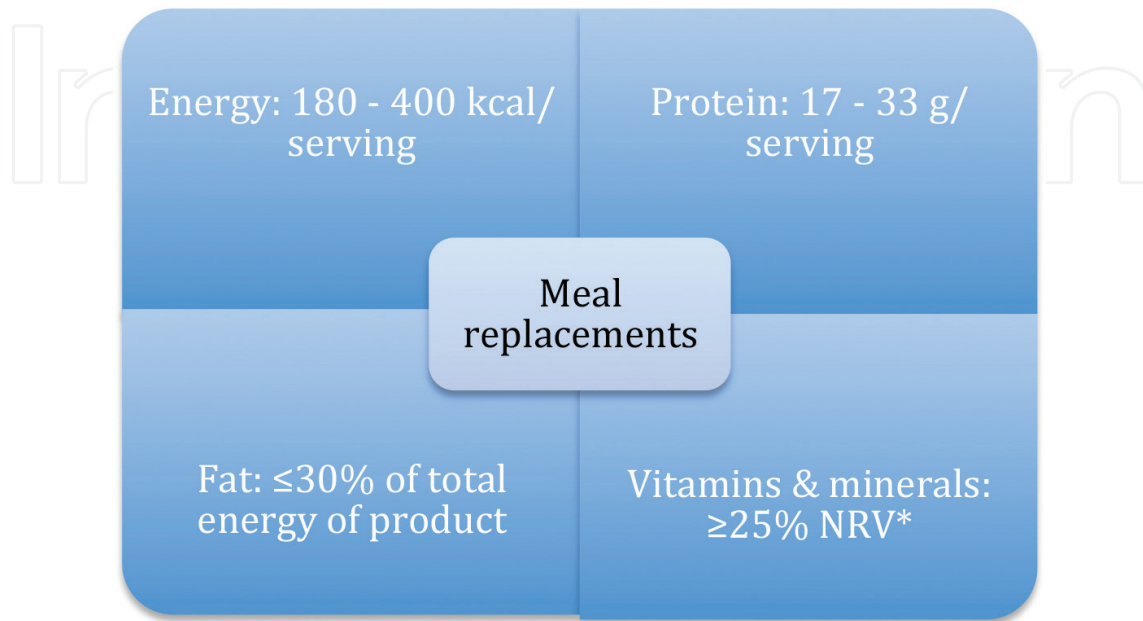 Energy: 180 - 400 kcal/
serving
Protein: 17 - 33 g/
serving
Meal
replacements
Fat: ≤30% of total
energy of product
Vitamins & minerals:
≥25% NRV*